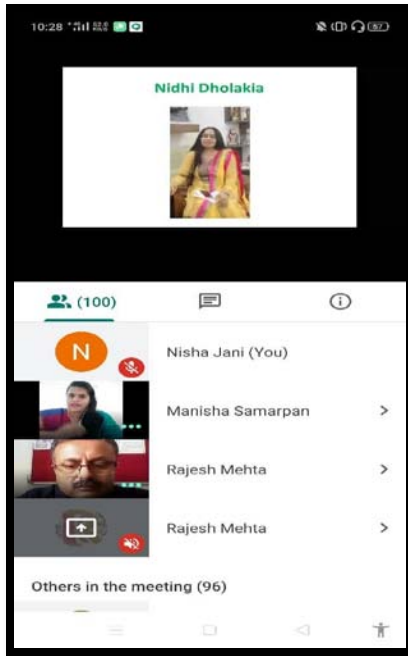 10:28
67
Nidhi Dholakia
(100)
N
Nisha Jani (You)
Manisha Samarpan
Rajesh Mehta
Rajesh Mehta
Others in the meeting (96)